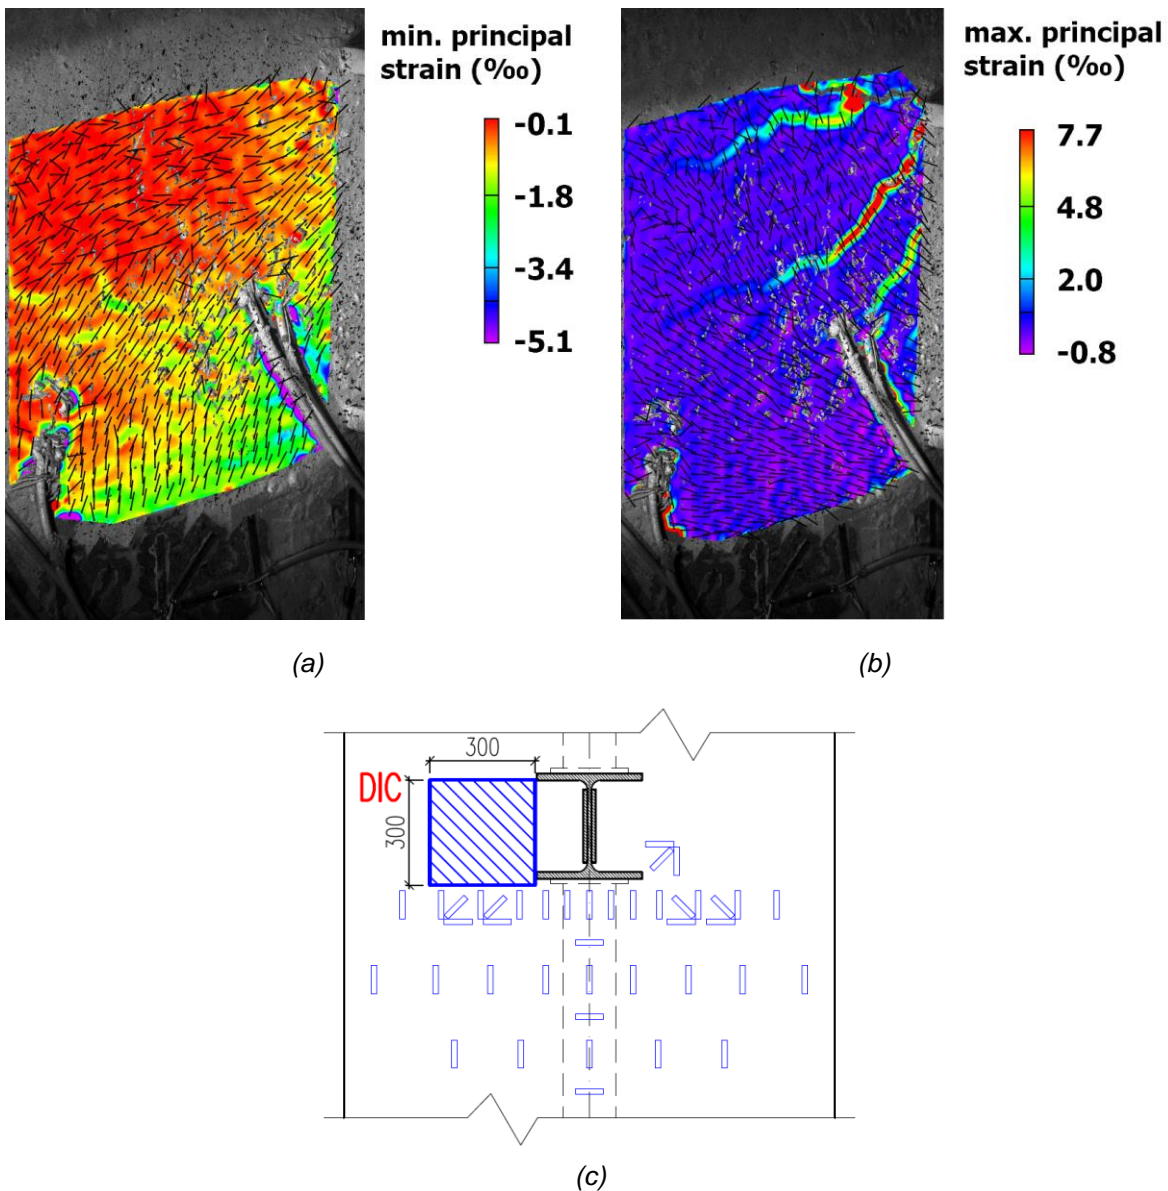 min. principal
strain (‰)
-0.1
-1.8
-3.4
-5.1
max. principal
strain (‰)
7.7
4.8
2.0
-0.8
(a)
(b)
300
DIC
300
(c)